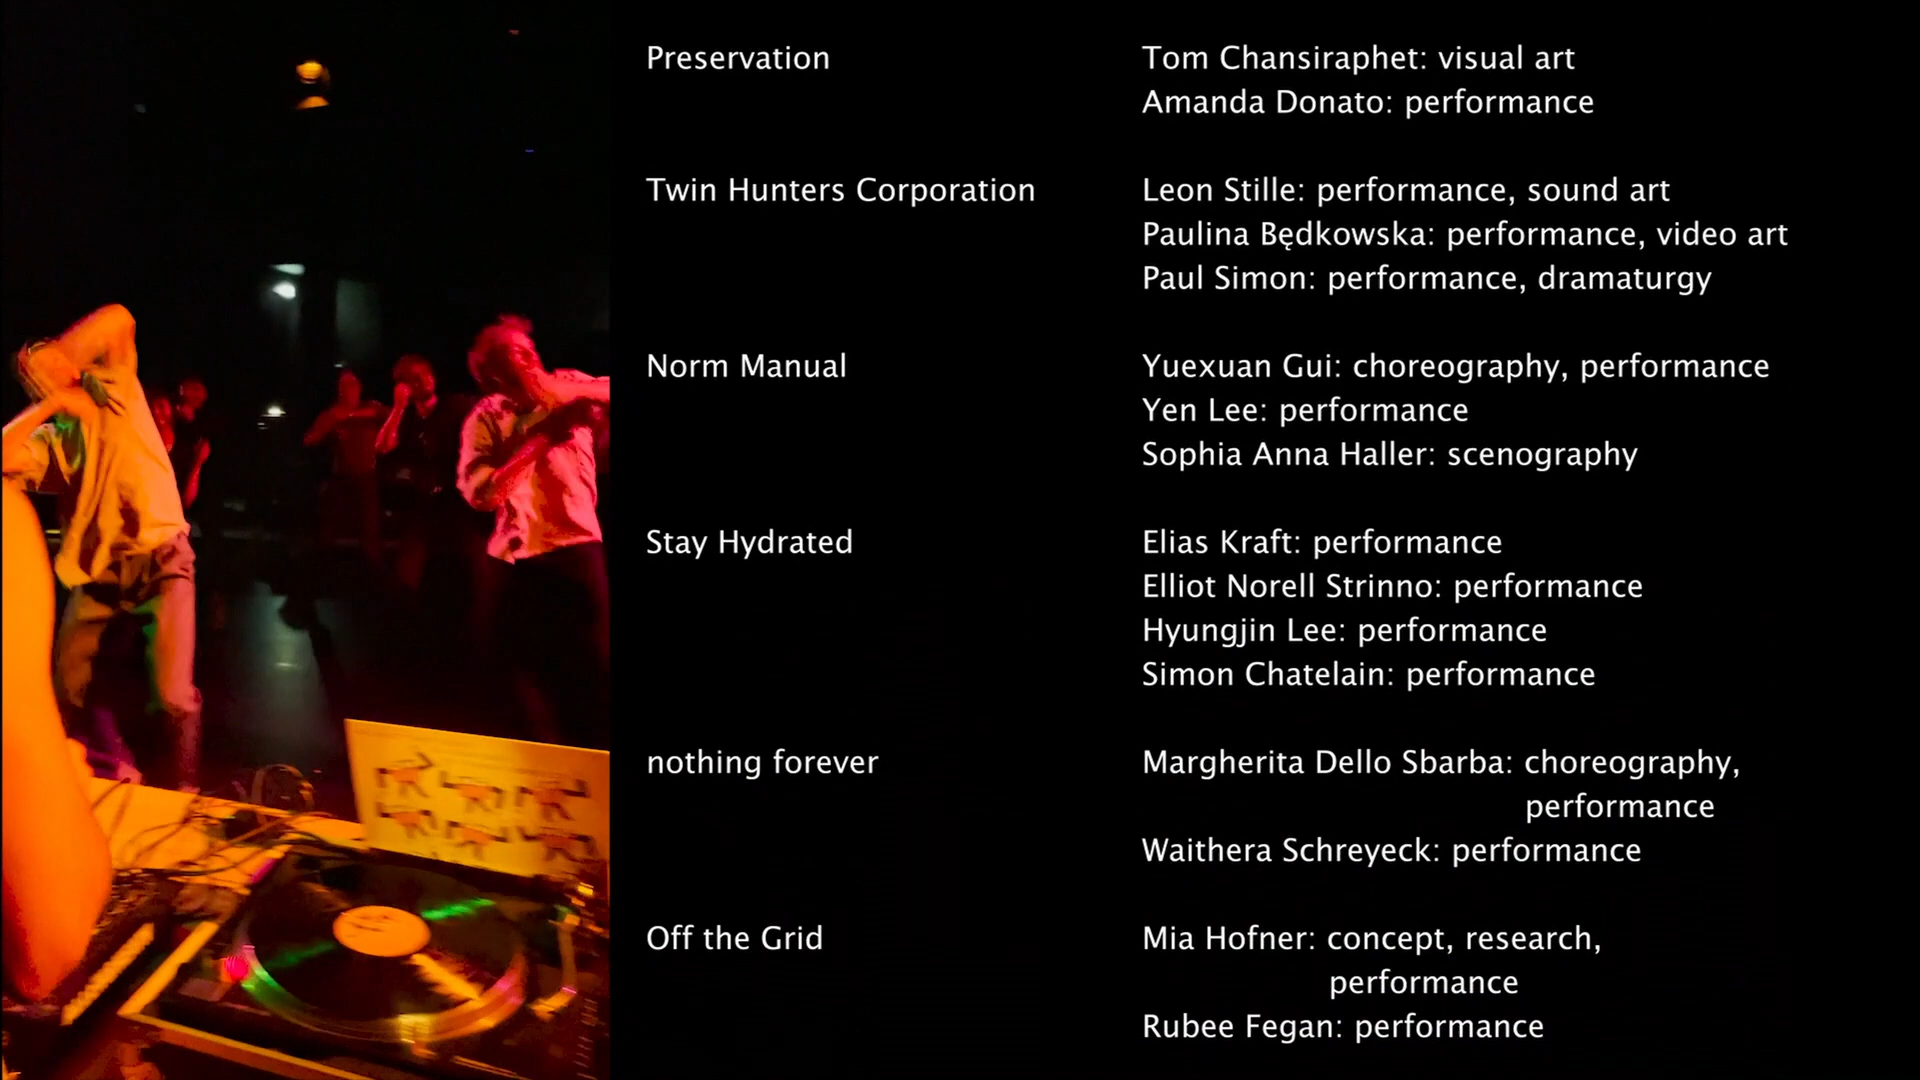 Preservation
Tom Chansiraphet: visual art
Amanda Donato: performance
Twin Hunters Corporation
Leon Stille: performance, sound art
Paulina Będkowska: performance, video art
Paul Simon: performance, dramaturgy
Norm Manual
Yuexuan Gui: choreography, performance
Yen Lee: performance
Sophia Anna Haller: scenography
Stay Hydrated
Elias Kraft: performance
Elliot Norell Strinno: performance
Hyungjin Lee: performance
Simon Chatelain: performance
nothing forever
Margherita Dello Sbarba: choreography,
performance
Waithera Schreyeck: performance
Off the Grid
Mia Hofner: concept, research,
performance
Rubee Fegan: performance